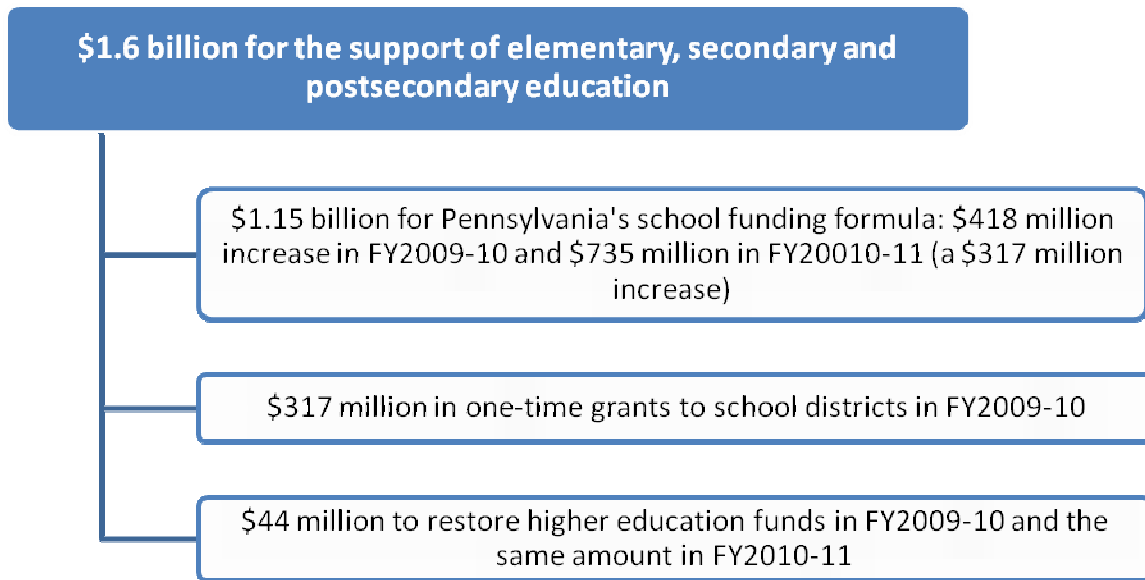 $1.6 billion for the support of elementary, secondary and
postsecondary education
$1.15 billion for Pennsylvania's school funding formula: $418 million
increase in FY2009-10 and $735 million in FY20010-11 (a $317 million
increase)
$317 million in one-time grants to school districts in FY2009-10
$44 million to restore higher education funds in FY2009-10 and the
same amount in FY2010-11